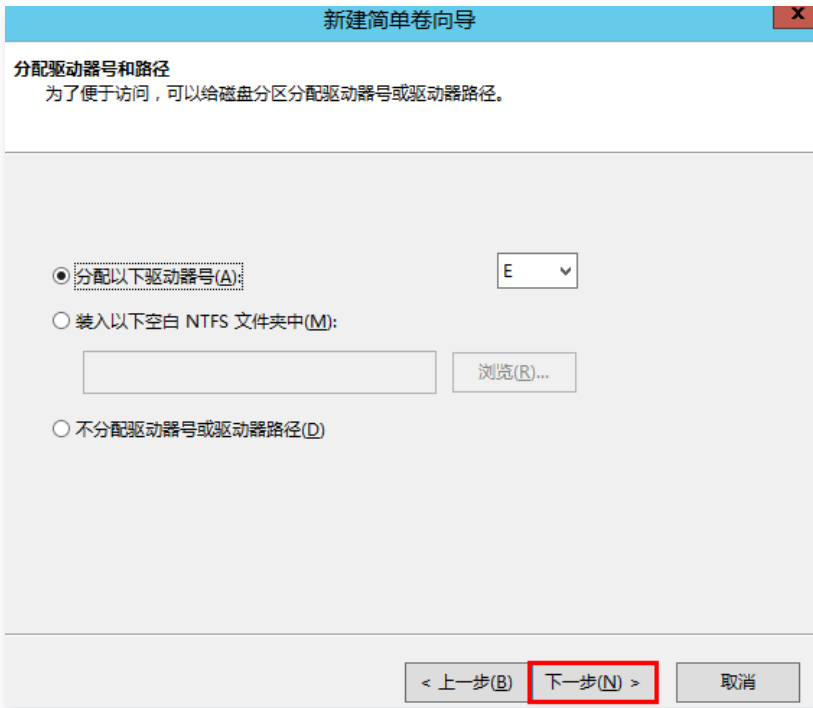 新建简单卷向导
x
分配驱动器号和路径
为了便于访问，可以给磁盘分区分配驱动器号或驱动器路径。
分配以下驱动器号(A): E
装入以下空白 NTFS 文件夹中(M):
浏览(R)...
不分配驱动器号或驱动器路径(D)
< 上一步(B) 下一步(N) > 取消